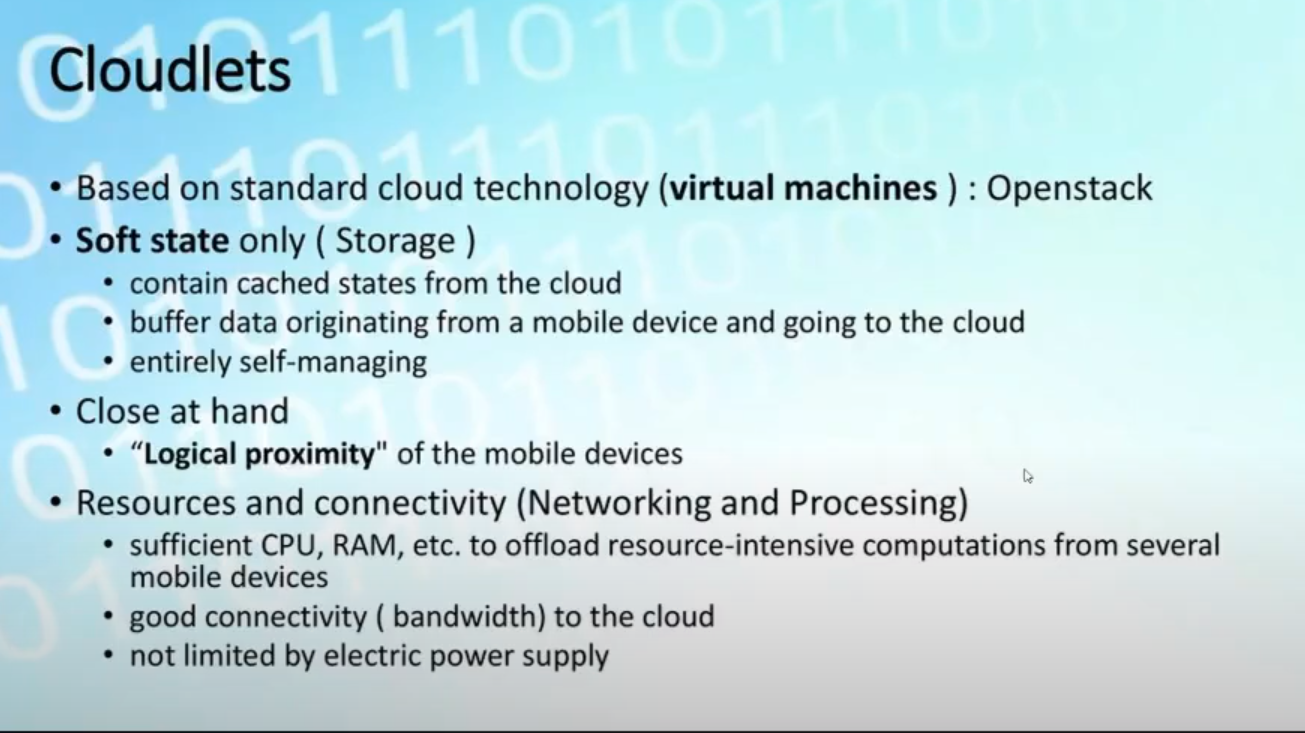 Cloudlets
• Based on standard cloud technology (virtual machines ) : Openstack
• Soft state only ( Storage )
• contain cached states from the cloud
• buffer data originating from a mobile device and going to the cloud
• entirely self-managing
• Close at hand
• “Logical proximity" of the mobile devices
• Resources and connectivity (Networking and Processing)
• sufficient CPU, RAM, etc. to offload resource-intensive computations from several
mobile devices
• good connectivity ( bandwidth) to the cloud
• not limited by electric power supply